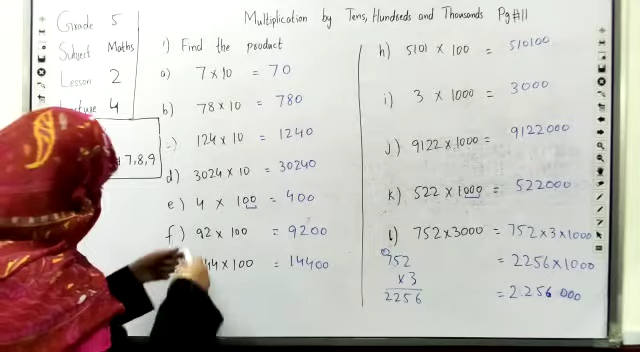 Multiplication by Tens, Hundreds and Thousands Pg#11
Grade 5
Subject Maths
Lesson 2
4
7,8,9
1) Find the product
a) 7 × 10 = 70
b) 78 × 10 = 780
c) 124 × 10 = 1240
d) 3024 × 10 = 30240
e) 4 × 100 = 400
f) 92 × 100 = 9200
44 × 100 = 14400
h) 5101 × 100 = 510100
i) 3 × 1000 = 3000
j) 9122 × 1000 = 9122000
k) 522 × 1000 = 522000
l) 752 × 3000 = 752 × 3 × 1000
752 = 2256 × 1000
× 3
2256 = 2.256 000